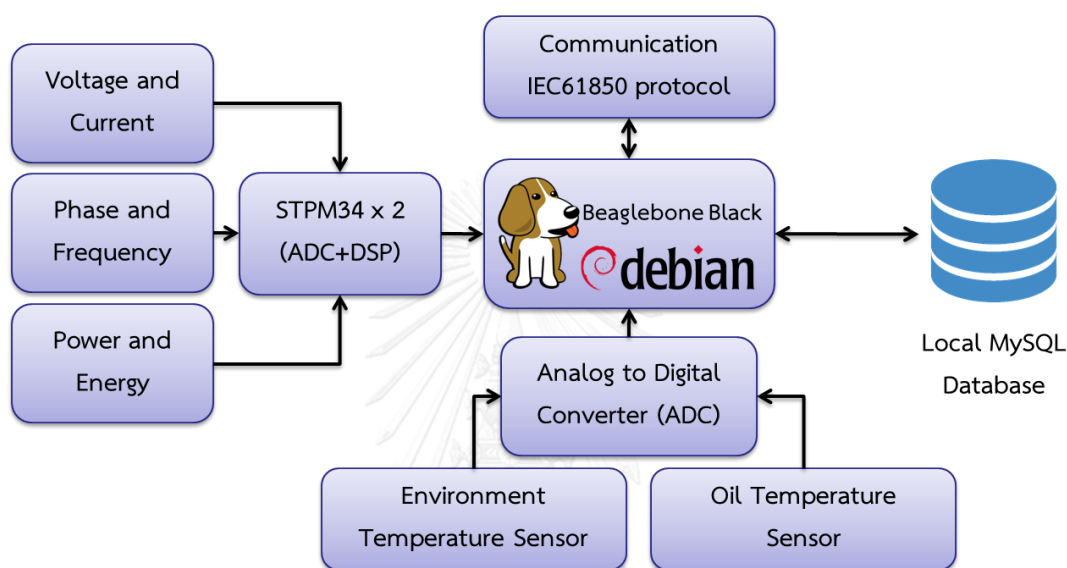 Voltage and
Current
Phase and
Frequency
Power and
Energy
STPM34 x 2
(ADC+DSP)
Communication
IEC61850 protocol
Beaglebone Black
debian
Analog to Digital
Converter (ADC)
Environment
Temperature Sensor
Oil Temperature
Sensor
Local MySQL
Database